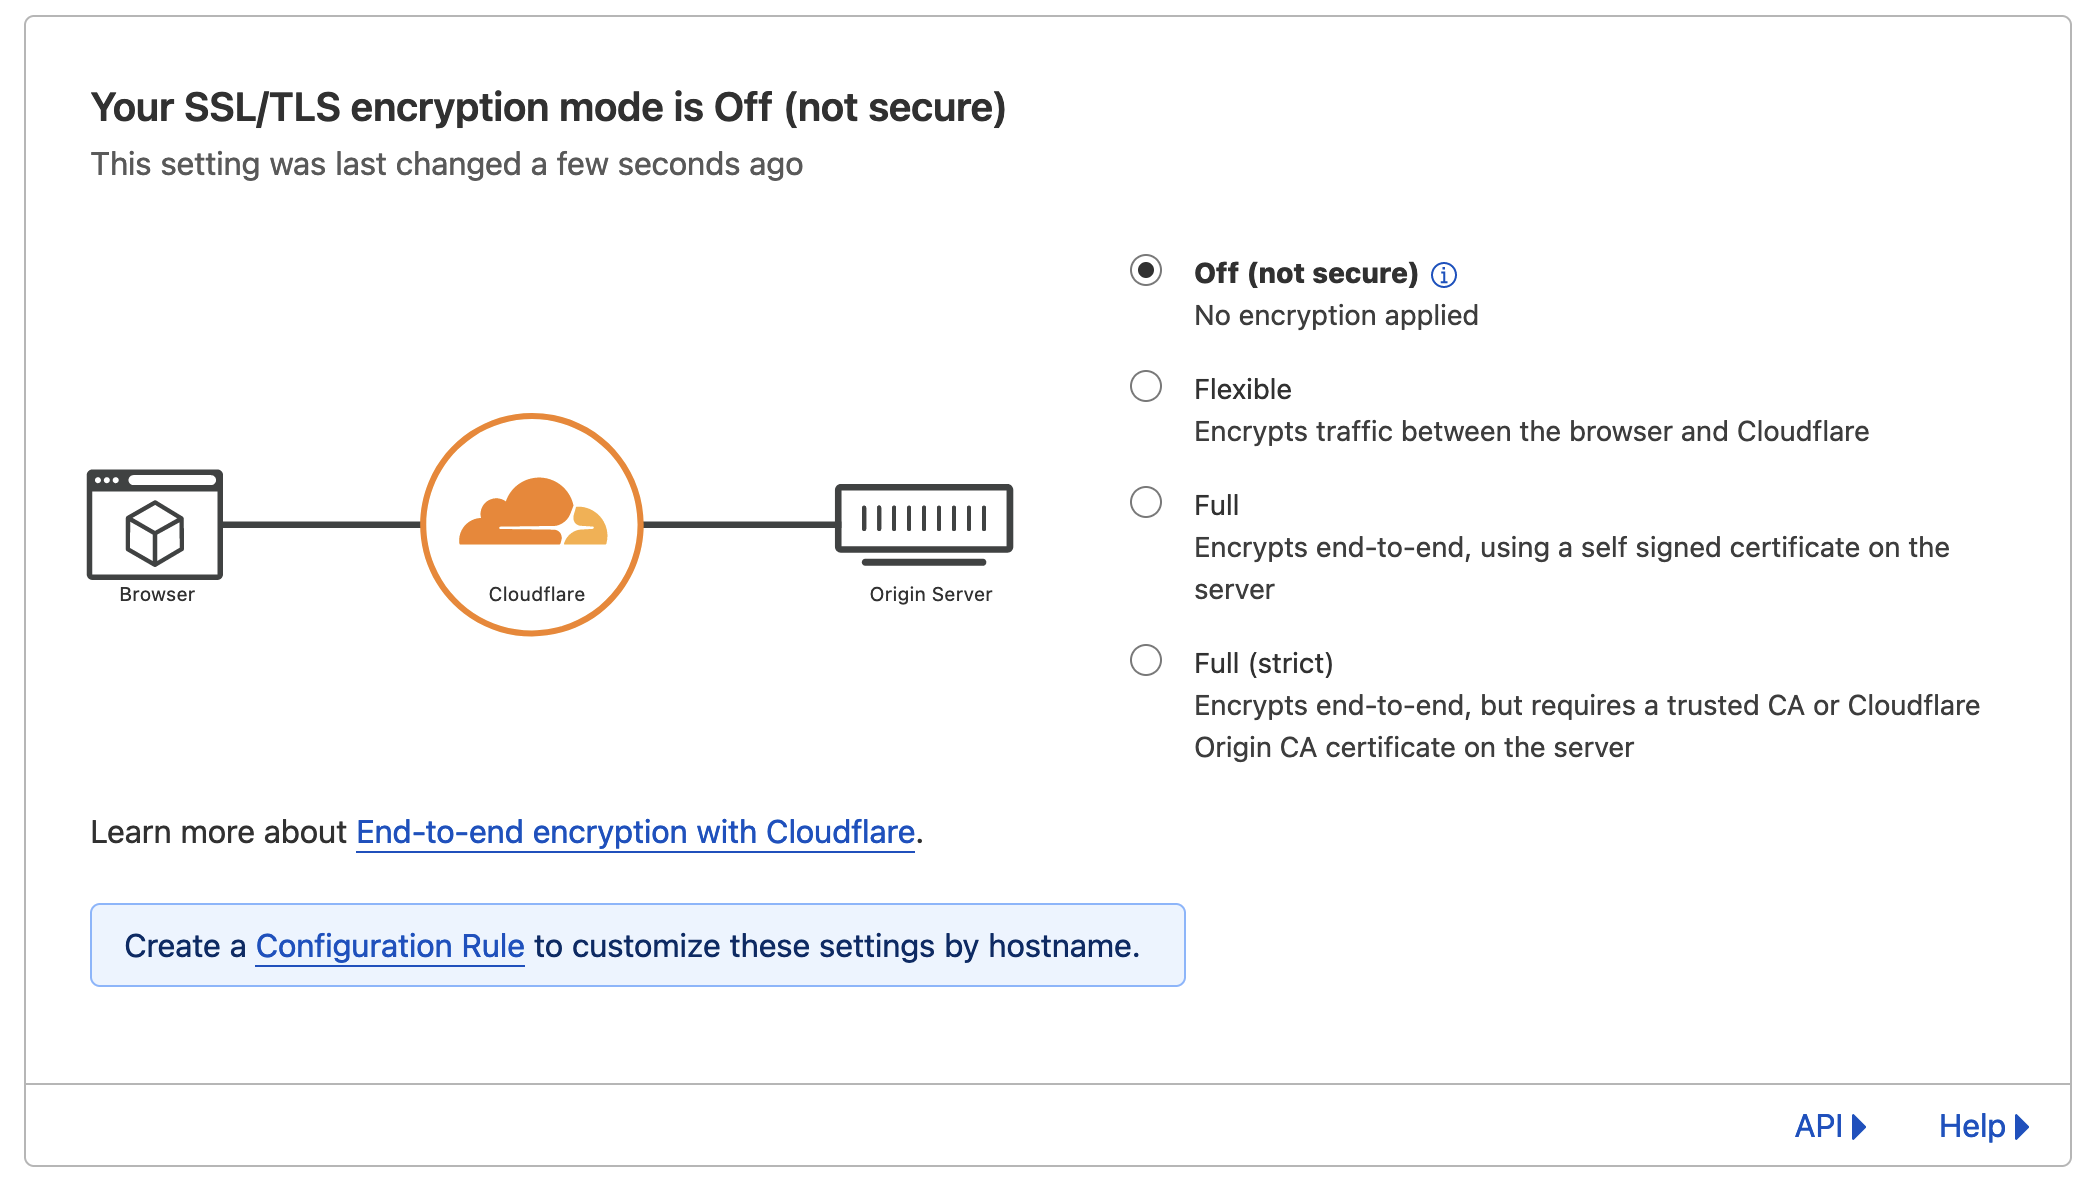 Your SSL/TLS encryption mode is Off (not secure)
This setting was last changed a few seconds ago
Browser
Cloudflare
Origin Server
Off (not secure)
No encryption applied
Flexible
Encrypts traffic between the browser and Cloudflare
Full
Encrypts end-to-end, using a self signed certificate on the
server
Full (strict)
Encrypts end-to-end, but requires a trusted CA or Cloudflare
Origin CA certificate on the server
Learn more about End-to-end encryption with Cloudflare.
Create a Configuration Rule to customize these settings by hostname.
API
Help